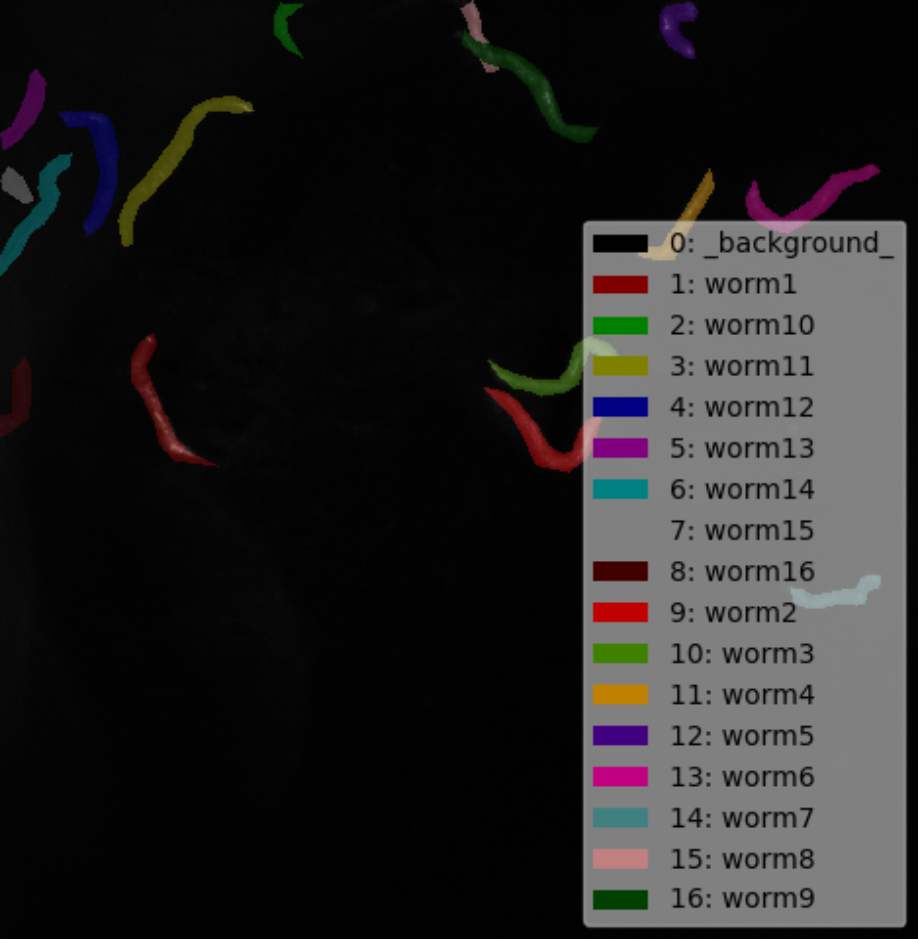 0: _background_
1: worm1
2: worm10
3: worm11
4: worm12
5: worm13
6: worm14
7: worm15
8: worm16
9: worm2
10: worm3
11: worm4
12: worm5
13: worm6
14: worm7
15: worm8
16: worm9